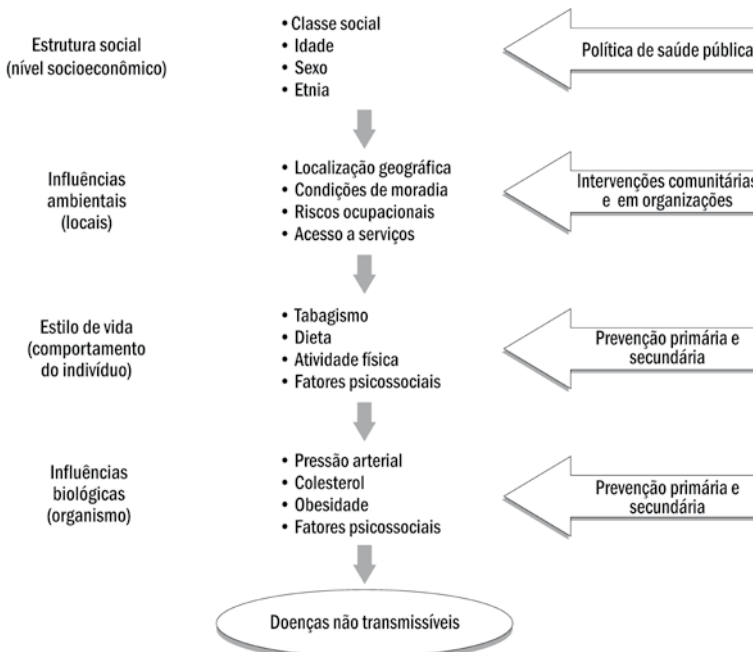 Estrutura social
(nível socioeconômico)
• Classe social
• Idade
• Sexo
• Etnia
Política de saúde pública
Influências
ambientais
(locais)
• Localização geográfica
• Condições de moradia
• Riscos ocupacionais
• Acesso a serviços
Intervenções comunitárias
e em organizações
Estilo de vida
(comportamento
do indivíduo)
• Tabagismo
• Dieta
• Atividade física
• Fatores psicossociais
Prevenção primária e
secundária
Influências
biológicas
(organismo)
• Pressão arterial
• Colesterol
• Obesidade
• Fatores psicossociais
Prevenção primária e
secundária
Doenças não transmissíveis